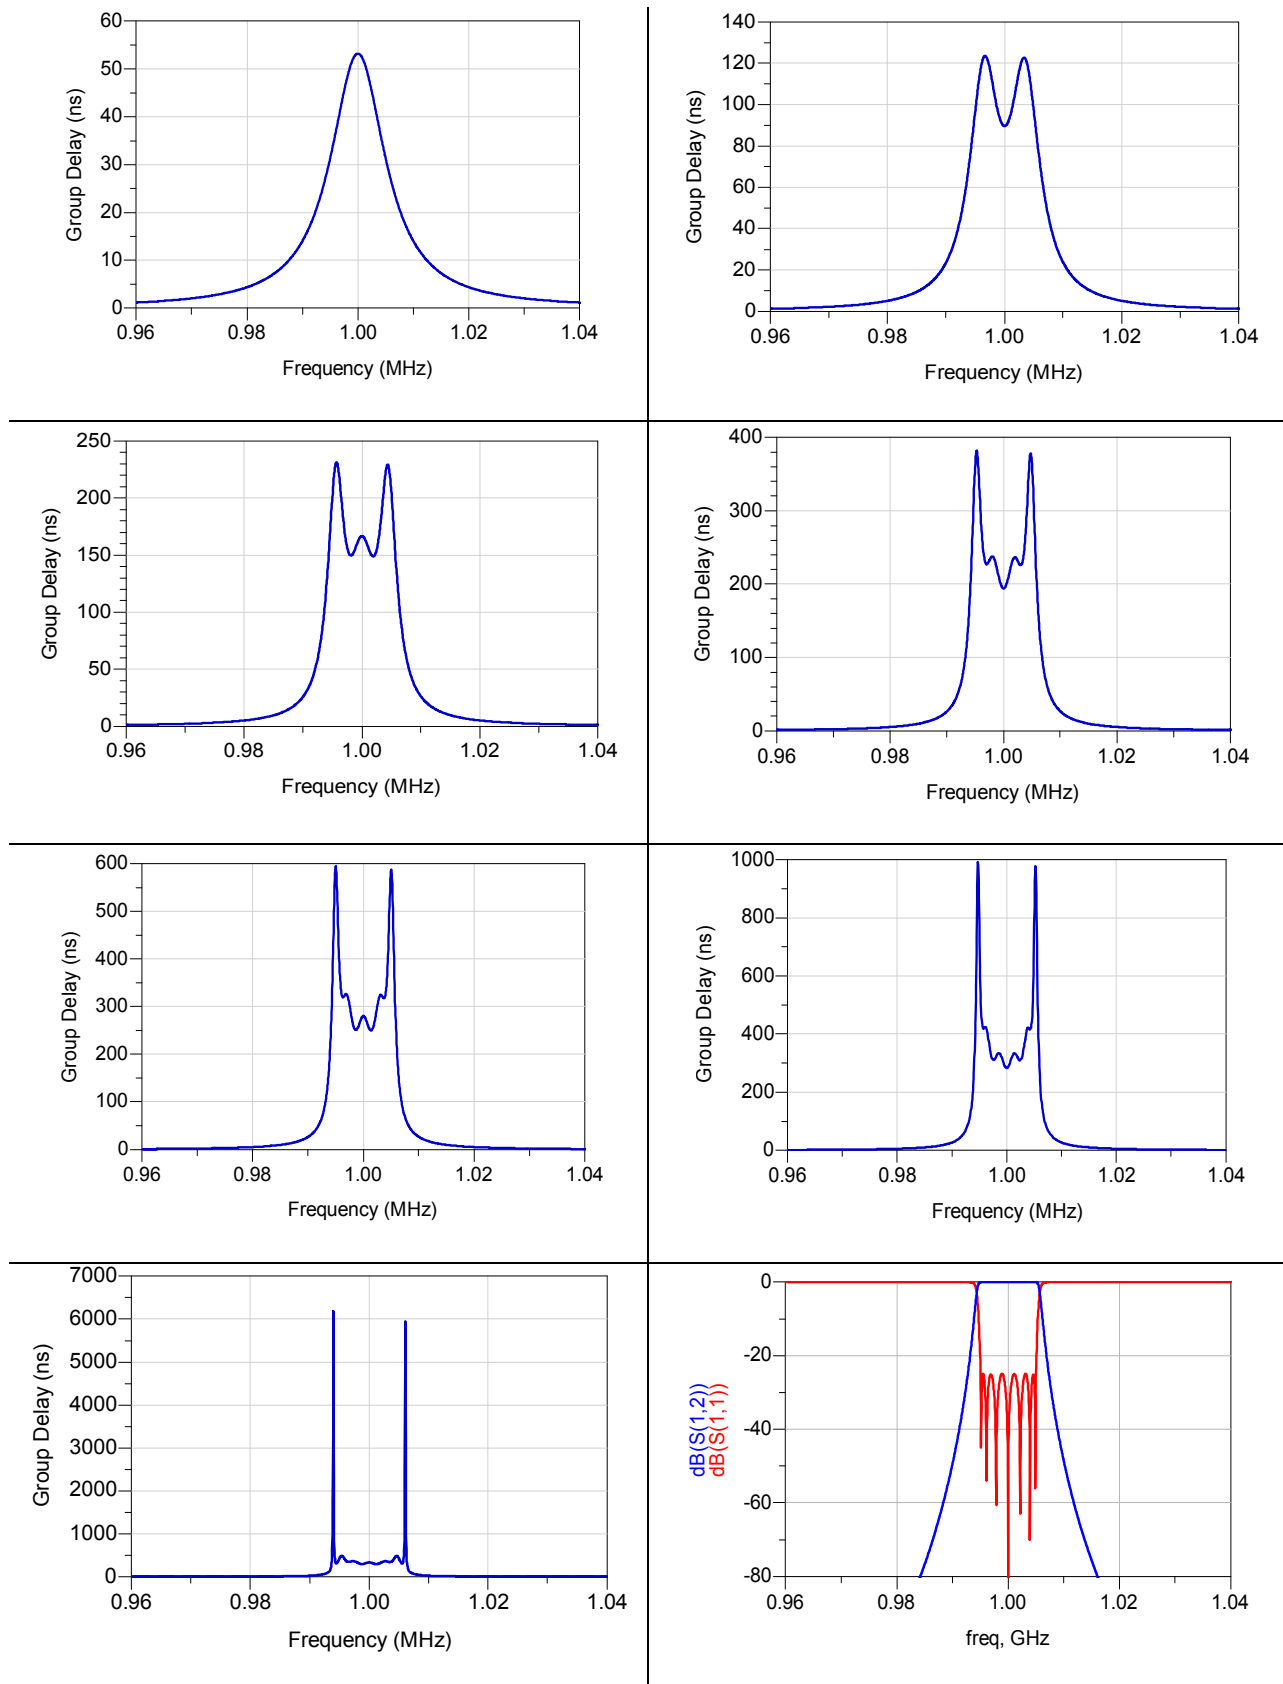 60
50
40
30
20
10
0
Group Delay (ns)
0.96 0.98 1.00 1.02 1.04
Frequency (MHz)
140
120
100
80
60
40
20
0
Group Delay (ns)
0.96 0.98 1.00 1.02 1.04
Frequency (MHz)
250
200
150
100
50
0
Group Delay (ns)
0.96 0.98 1.00 1.02 1.04
Frequency (MHz)
400
300
200
100
0
Group Delay (ns)
0.96 0.98 1.00 1.02 1.04
Frequency (MHz)
600
500
400
300
200
100
0
Group Delay (ns)
0.96 0.98 1.00 1.02 1.04
Frequency (MHz)
1000
800
600
400
200
0
Group Delay (ns)
0.96 0.98 1.00 1.02 1.04
Frequency (MHz)
7000
6000
5000
4000
3000
2000
1000
0
Group Delay (ns)
0.96 0.98 1.00 1.02 1.04
Frequency (MHz)
0
-20
-40
-60
-80
dB(S(1,2))
dB(S(1,1))
0.96 0.98 1.00 1.02 1.04
freq, GHz